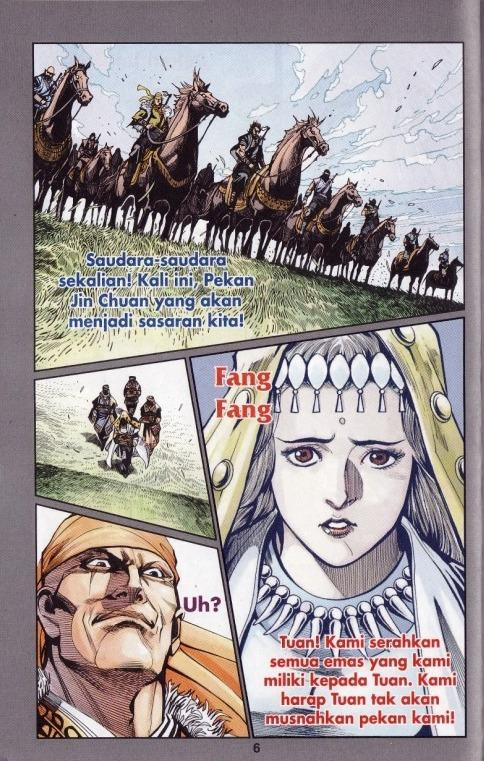 Saudara-saudara
sekalian! Kali ini, Pekan
Jin Chuan yang akan
menjadi sasaran kita!
Fang
Fang
Uh?
Tuan! Kami serahkan
semua emas yang kami
miliki kepada Tuan. Kami
harap Tuan tak akan
musnahkan pekan kami!
6